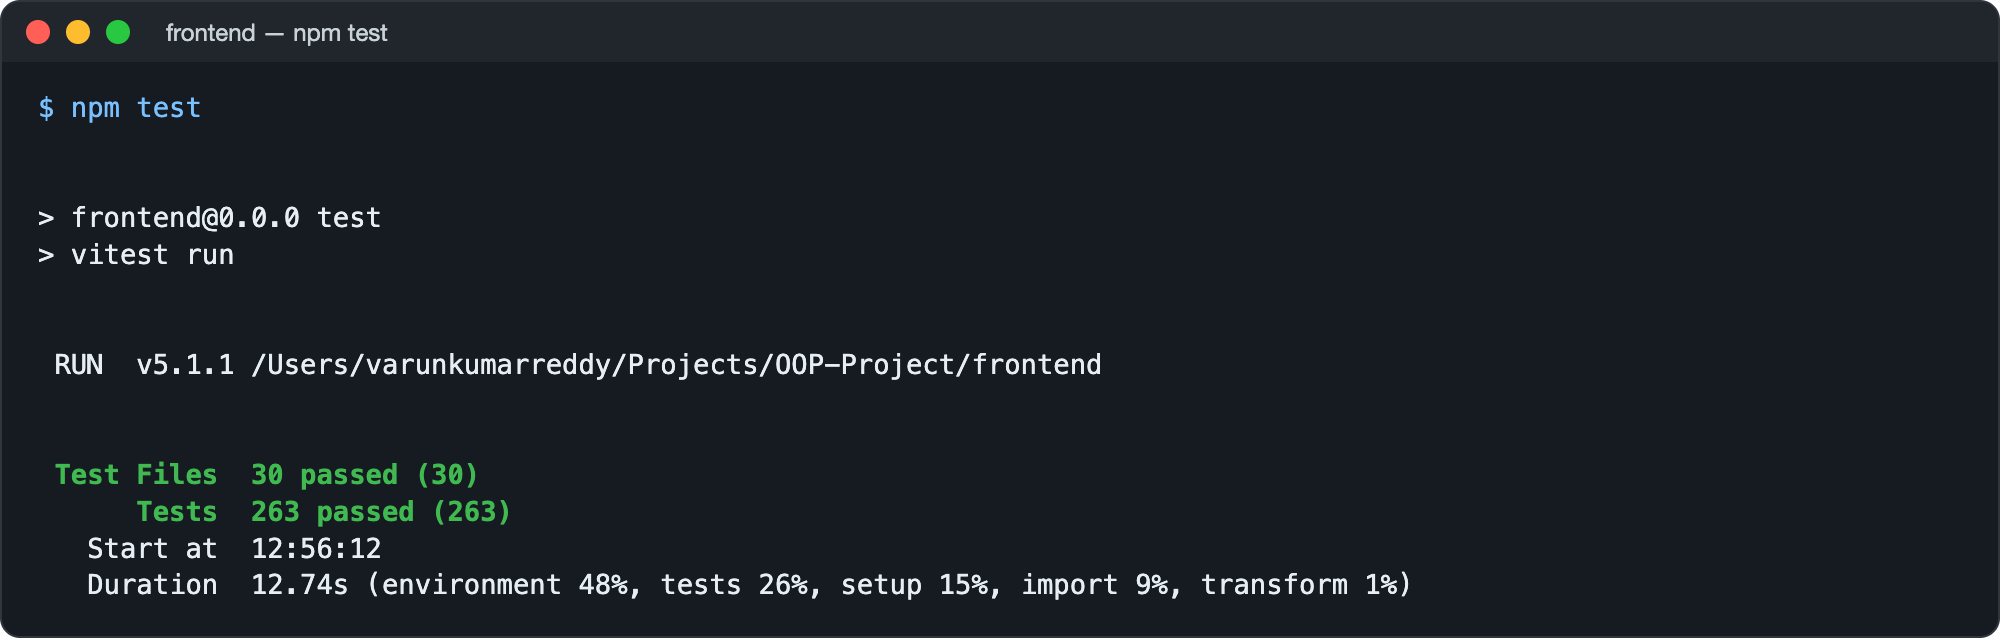 frontend — npm test
$ npm test
> frontend@0.0.0 test
> vitest run
RUN  v5.1.1 /Users/varunkumarreddy/Projects/OOP-Project/frontend
Test Files  30 passed (30)
Tests  263 passed (263)
Start at  12:56:12
Duration  12.74s (environment 48%, tests 26%, setup 15%, import 9%, transform 1%)